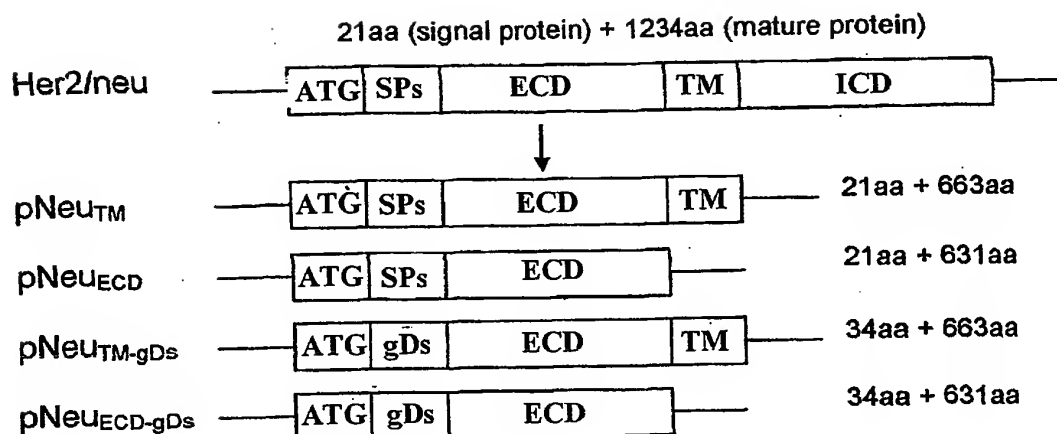 21aa (signal protein) + 1234aa (mature protein)
Her2/neu ATG SPs ECD TM ICD
pNeuTM ATG SPs ECD TM 21aa + 663aa
pNeuECD ATG SPs ECD 21aa + 631aa
pNeuTM-gDs ATG gDs ECD TM 34aa + 663aa
pNeuECD-gDs ATG gDs ECD 34aa + 631aa